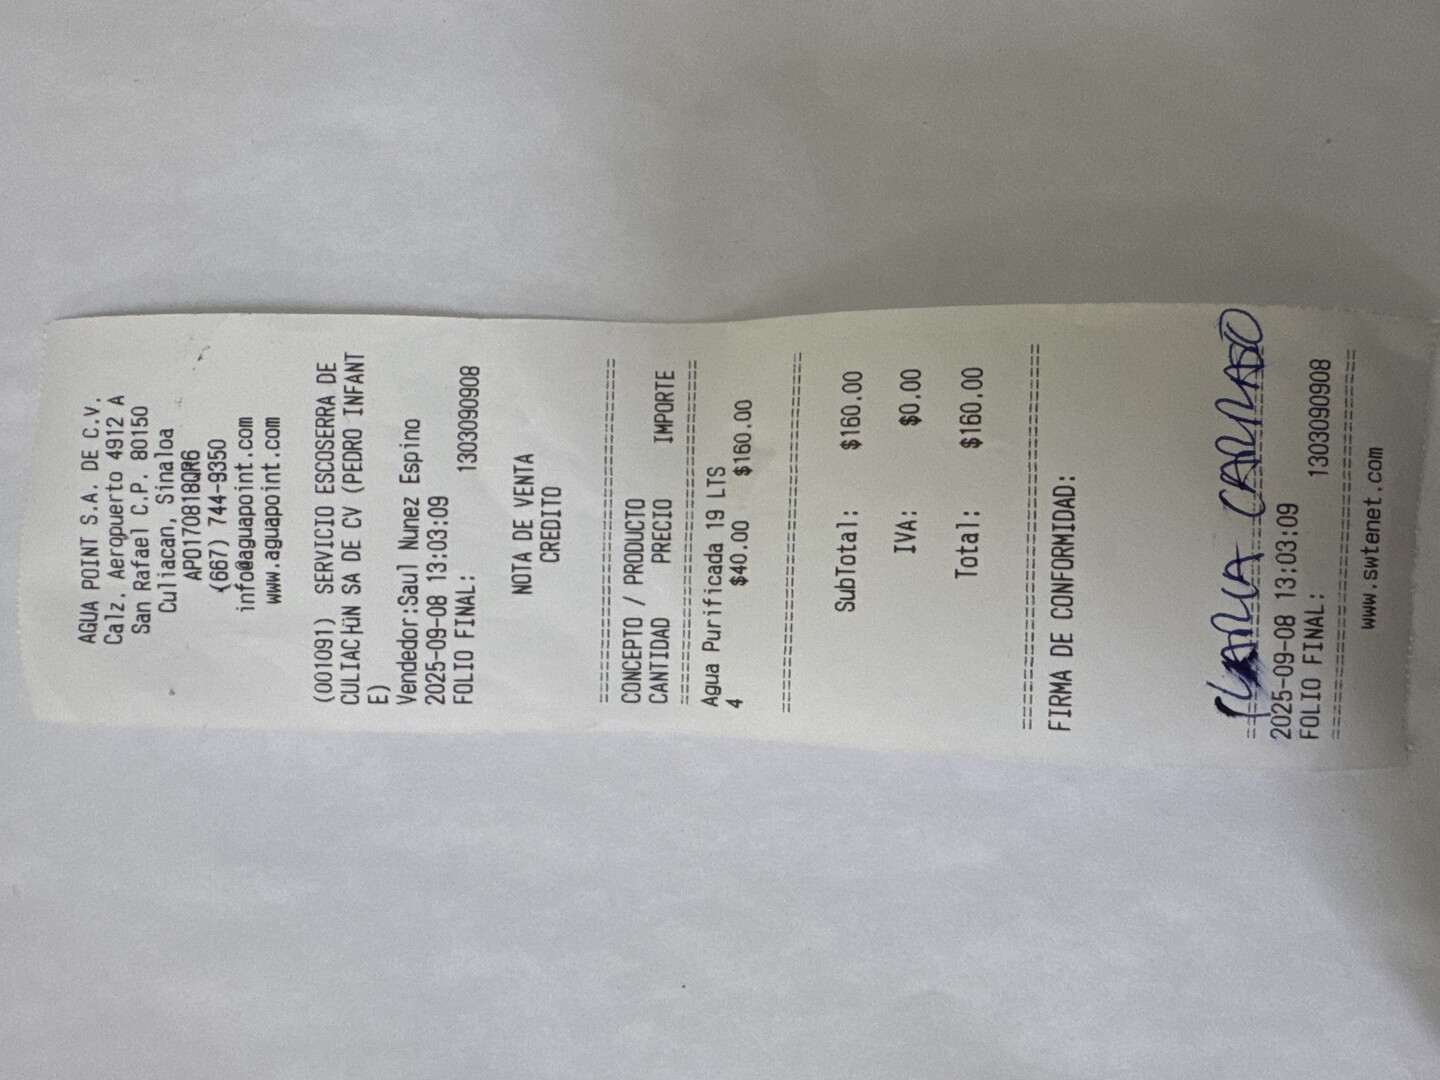 AGUA POINT S.A. DE C.V.
Calz. Aeropuerto 4912 A
San Rafael C.P. 80150
Culiacan, Sinaloa
APO170818QR6
(667) 744-9350
info@aguapoint.com
www.aguapoint.com
(001091) SERVICIO ESCOSERRA DE
CULIACHúN SA DE CV (PEDRO INFANT
E)
Vendedor:Saul Nunez Espino
2025-09-08 13:03:09
FOLIO FINAL: 1303090908
NOTA DE VENTA
CREDITO
================================
CONCEPTO / PRODUCTO
CANTIDAD PRECIO IMPORTE
================================
Agua Purificada 19 LTS
4 $40.00 $160.00
================================
SubTotal: $160.00
IVA: $0.00
Total: $160.00
================================
FIRMA DE CONFORMIDAD:
CARRADO
================================
2025-09-08 13:03:09
FOLIO FINAL: 1303090908
================================
www.swtenet.com